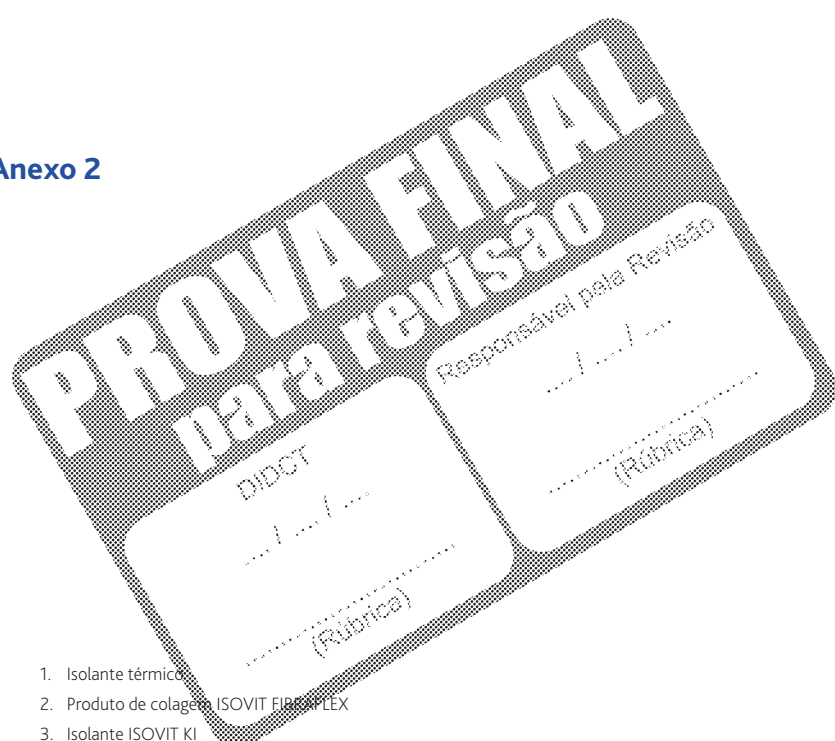 Anexo 2
PROVA FINAL
para revisão
Responsável pela Revisão
.... / .... / ....
(Rúbrica)
DIDCT
.... / .... / ....
(Rúbrica)
1. Isolante térmico
2. Produto de colagem ISOVIT FIBRAFLEX
3. Isolante ISOVIT KI